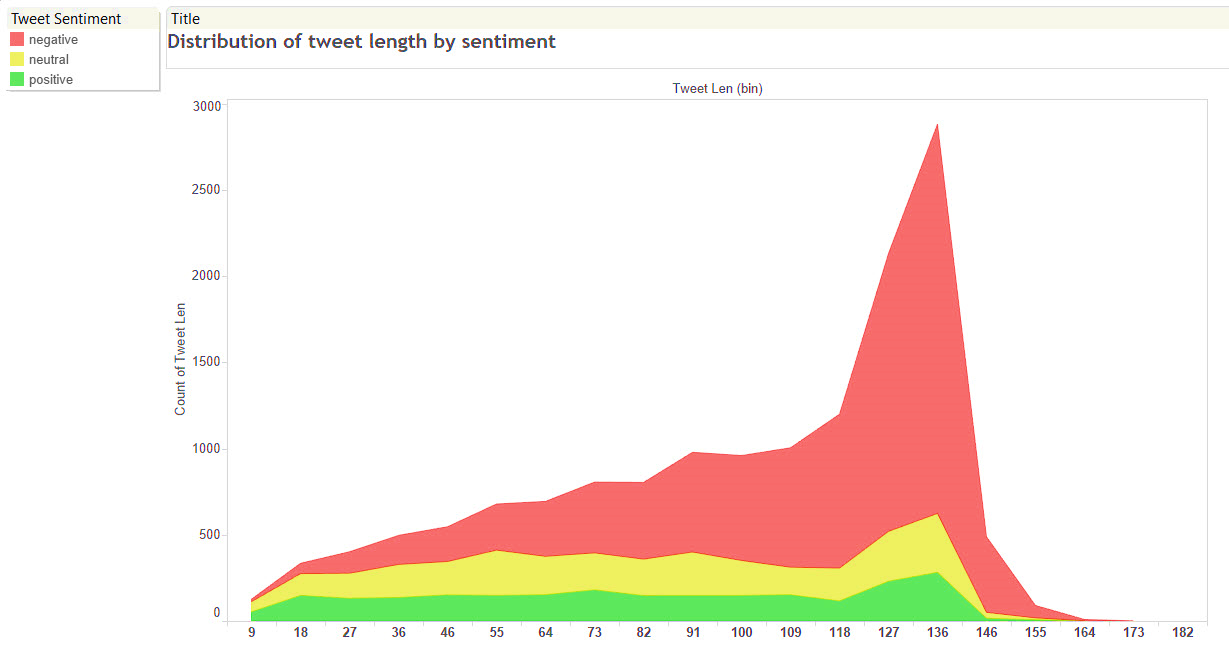 Tweet Sentiment
negative
neutral
positive
Title
Distribution of tweet length by sentiment
Tweet Len (bin)
3000
2500
2000
1500
1000
500
0
Count of Tweet Len
9 18 27 36 46 55 64 73 82 91 100 109 118 127 136 146 155 164 173 182